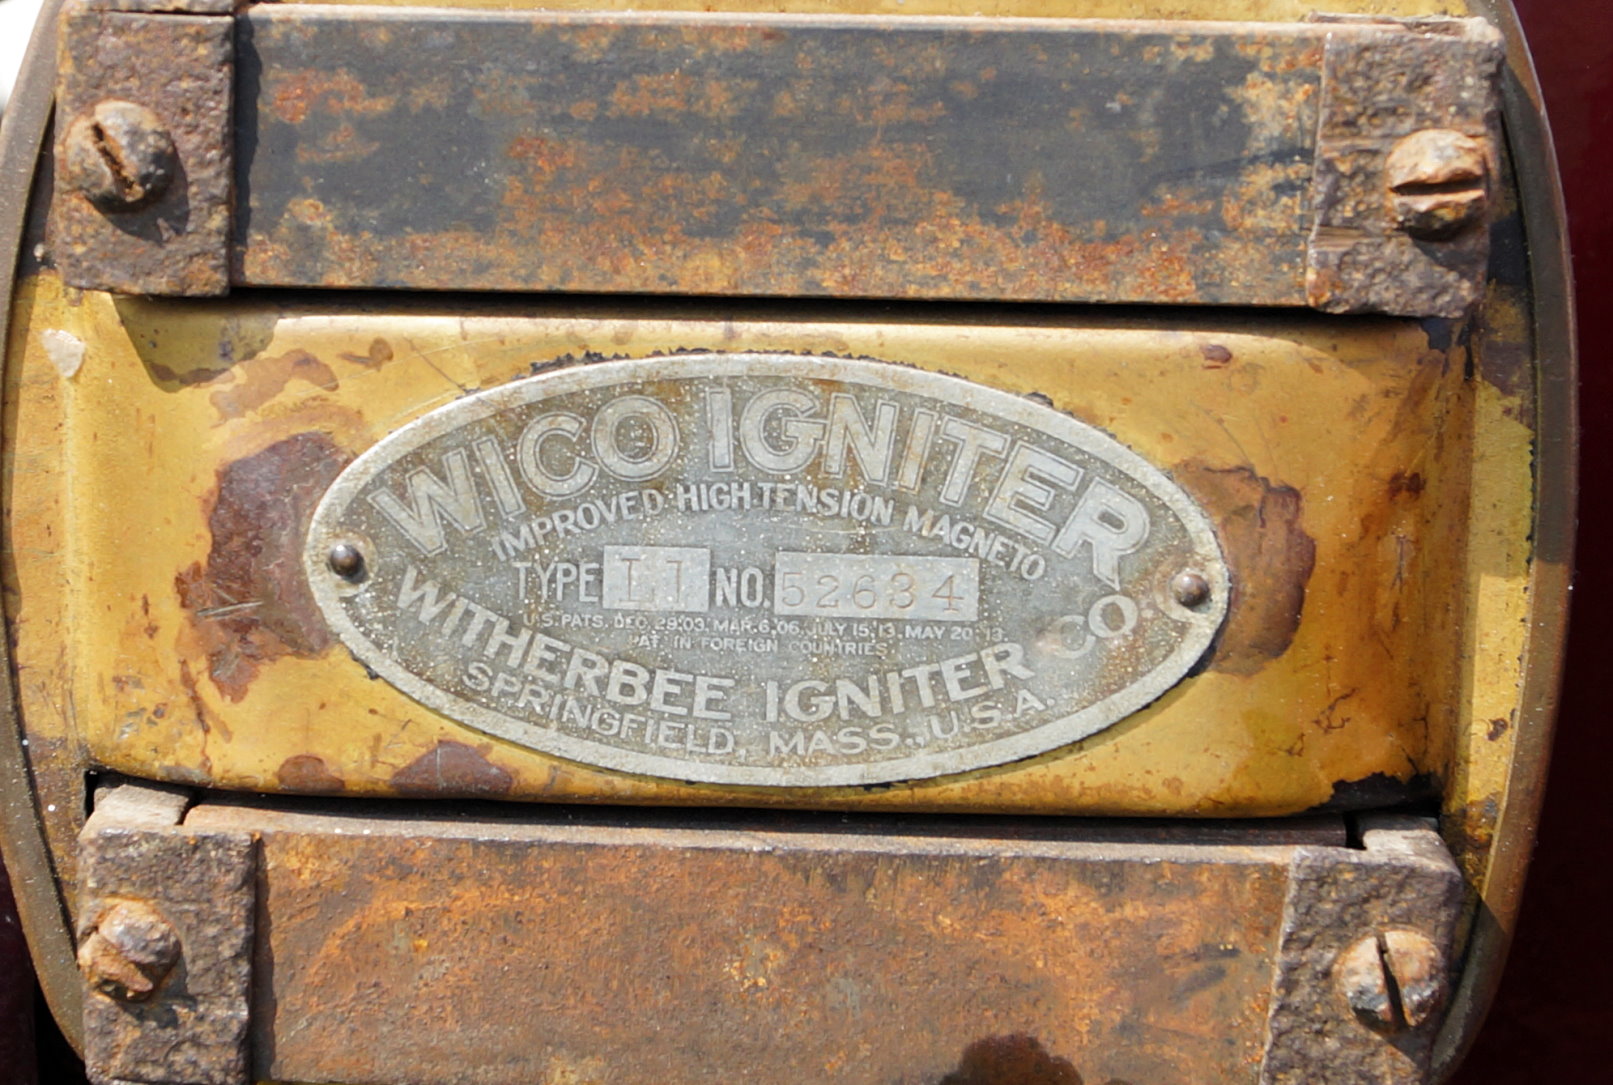 WICO IGNITER
IMPROVED HIGH TENSION MAGNETO
TYPE NO. 52634
U.S. PATS. DEC. 29.03. MAR. 6.06. JULY 15.13. MAY 20.13.
PAT. IN FOREIGN COUNTRIES
WITHERBEE IGNITER CO.
SPRINGFIELD, MASS., U.S.A.